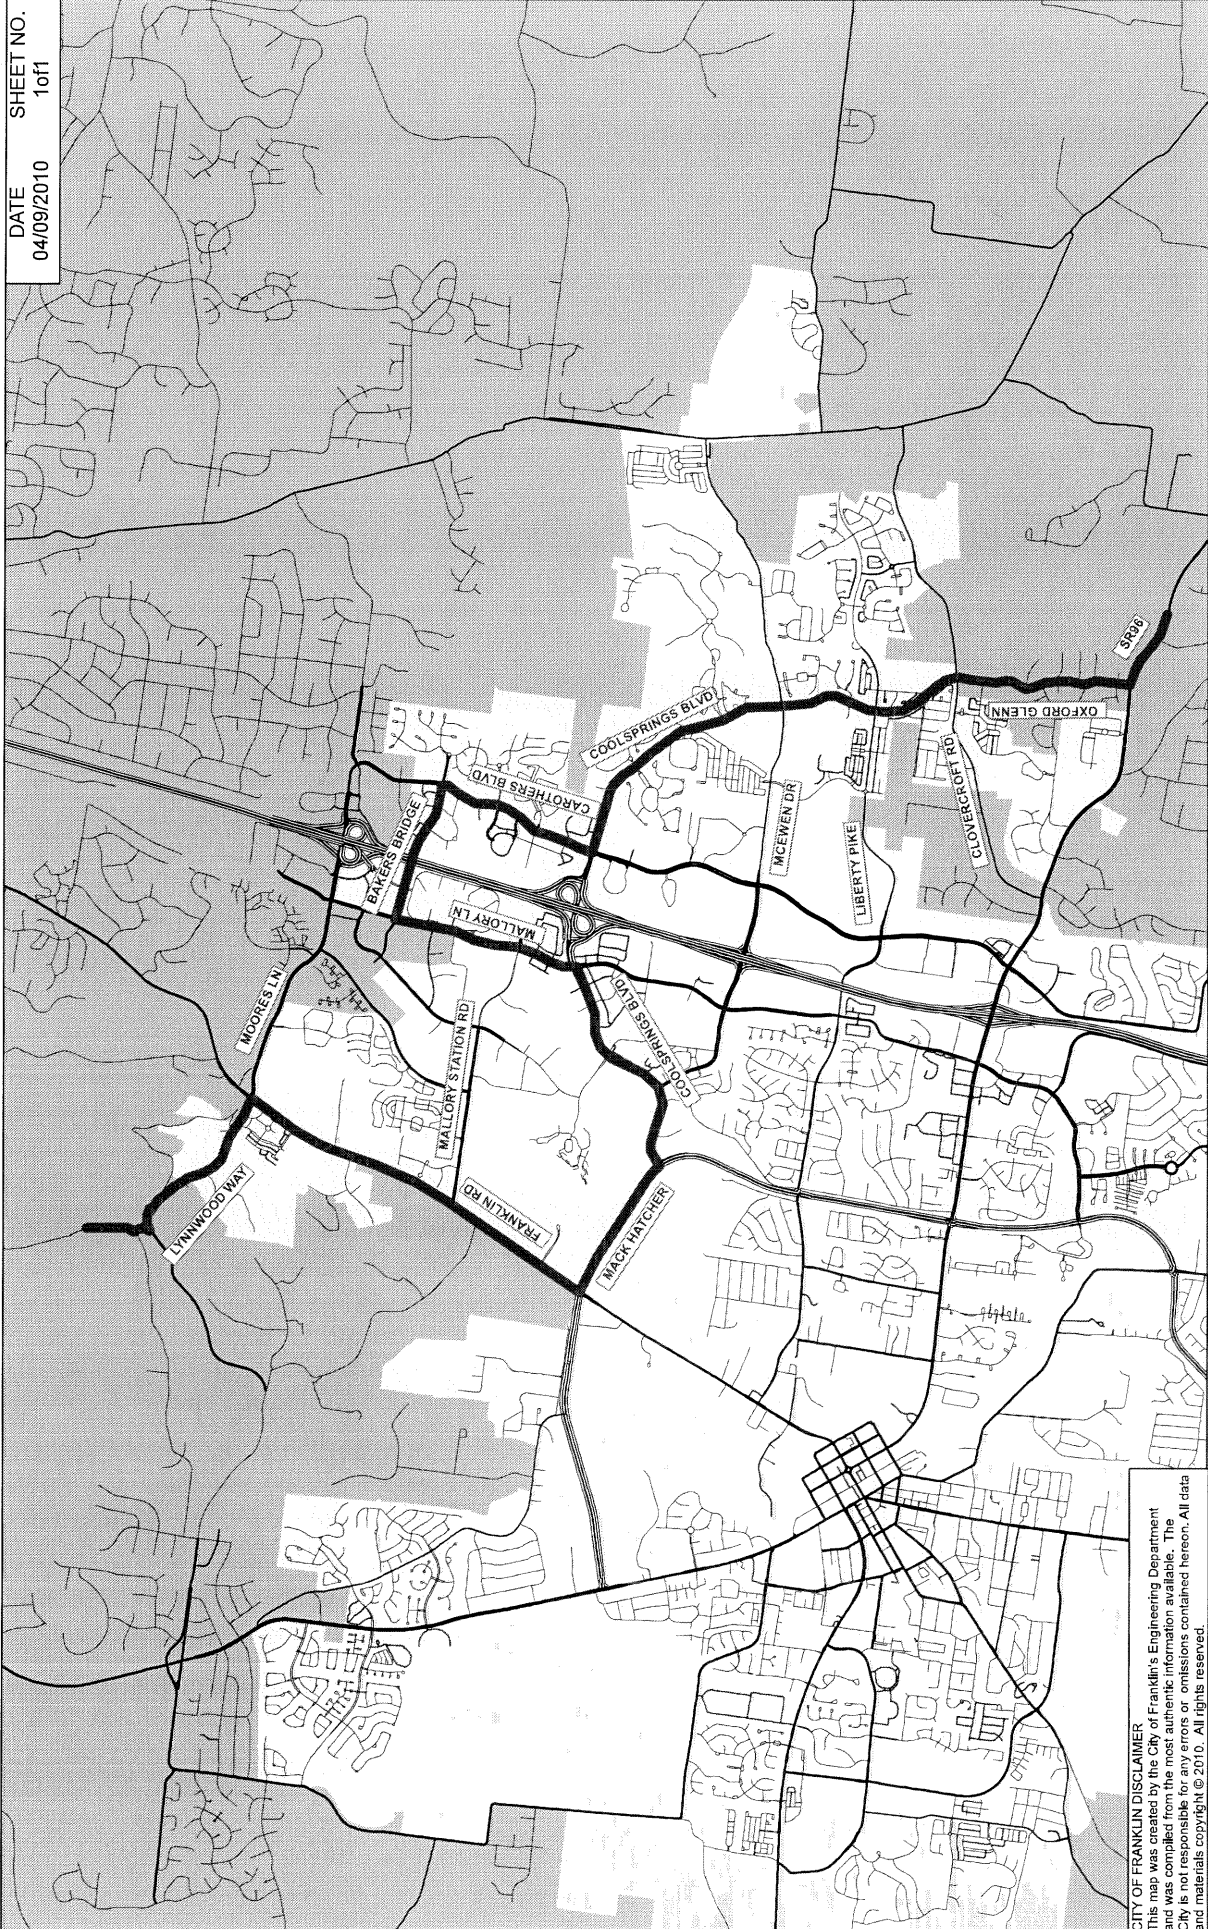 DATE SHEET NO.
04/09/2010 1of1
MOORES LN
LYNNWOOD WAY
BAKERS BRIDGE
CAROTHERS BLVD
COOLSPRINGS BLVD
MALLORY LN
MALLORY STATION RD
COOLSPRINGS BLVD
FRANKLIN RD
MACK HATCHER
MCEWEN DR
LIBERTY PIKE
CLOVERCROFT RD
OXFORD GLENN
SR96
CITY OF FRANKLIN DISCLAIMER
This map was created by the City of Franklin's Engineering Department
and was compiled from the most authentic information available. The
City is not responsible for any errors or omissions contained hereon. All data
and materials copyright © 2010. All rights reserved.